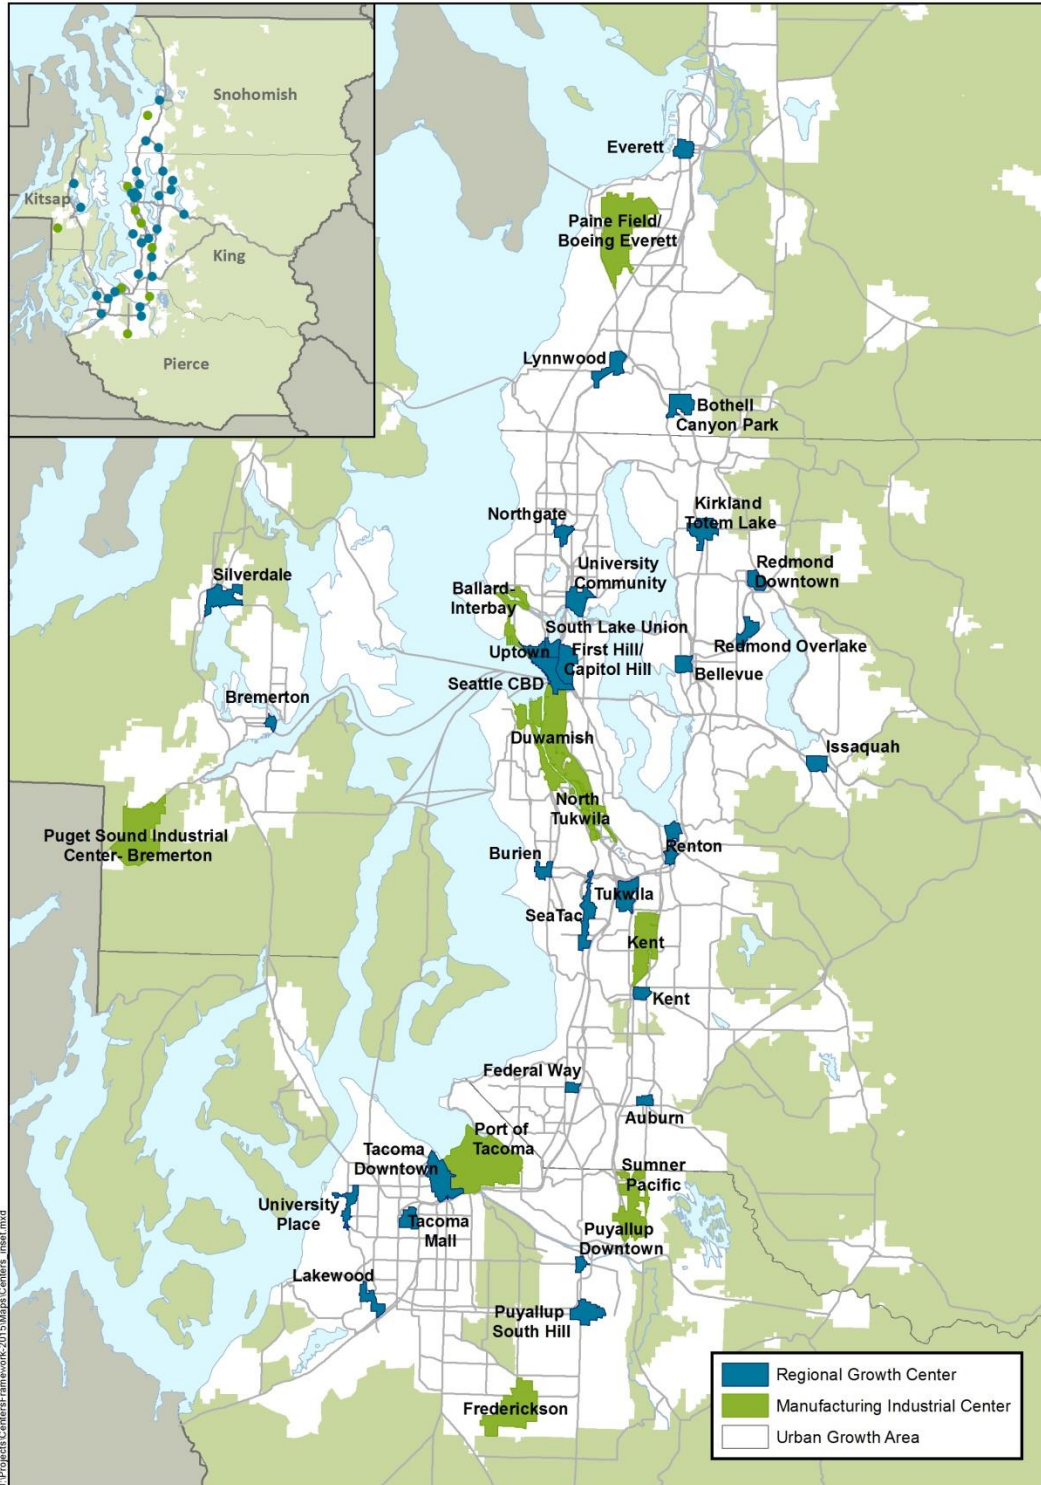 Snohomish
Kitsap
King
Pierce
Everett
Paine Field/
Boeing Everett
Lynnwood
Bothell
Canyon Park
Northgate
Kirkland
Totem Lake
University
Community
Redmond
Downtown
Silverdale
Ballard-
Interbay
South Lake Union
Uptown
First Hill/
Capitol Hill
Redmond Overlake
Bellevue
Seattle CBD
Bremerton
Duwamish
Issaquah
North
Tukwila
Puget Sound Industrial
Center- Bremerton
Burien
Renton
Tukwila
SeaTac
Kent
Kent
Federal Way
Auburn
Port of
Tacoma
Tacoma
Downtown
Sumner
Pacific
University
Place
Tacoma
Mall
Puyallup
Downtown
Lakewood
Puyallup
South Hill
Frederickson
Regional Growth Center
Manufacturing Industrial Center
Urban Growth Area